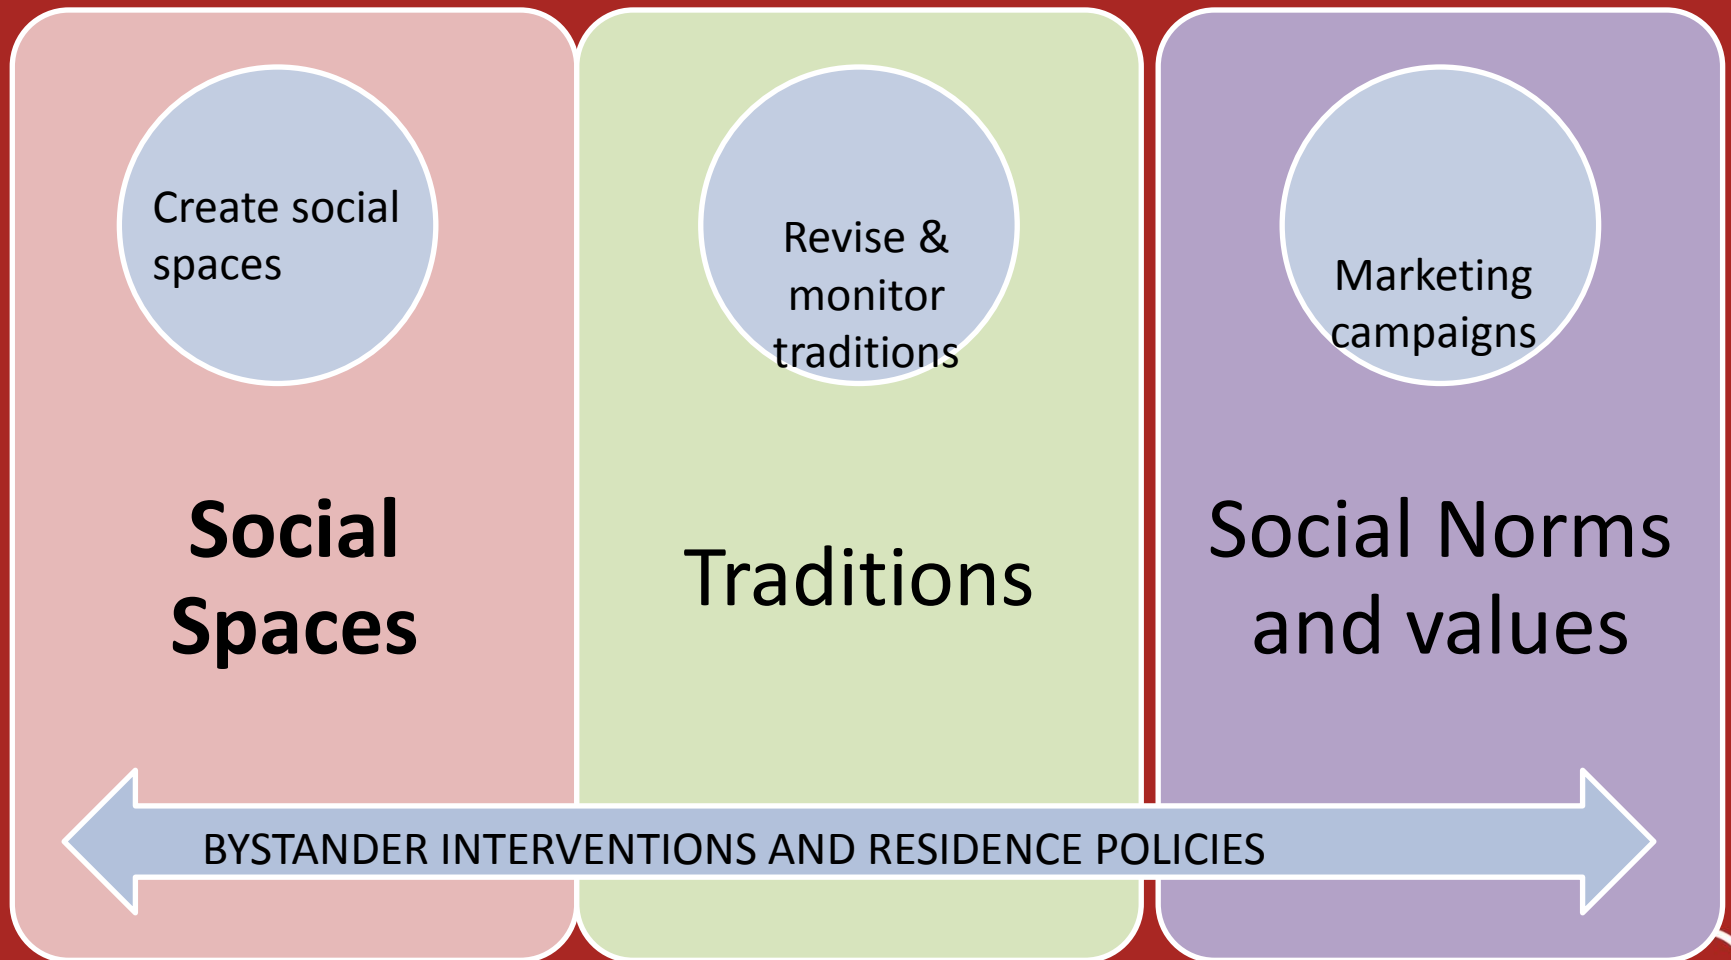 Create social
spaces
Revise &
monitor
traditions
Marketing
campaigns
Social
Spaces
Traditions
Social Norms
and values
BYSTANDER INTERVENTIONS AND RESIDENCE POLICIES